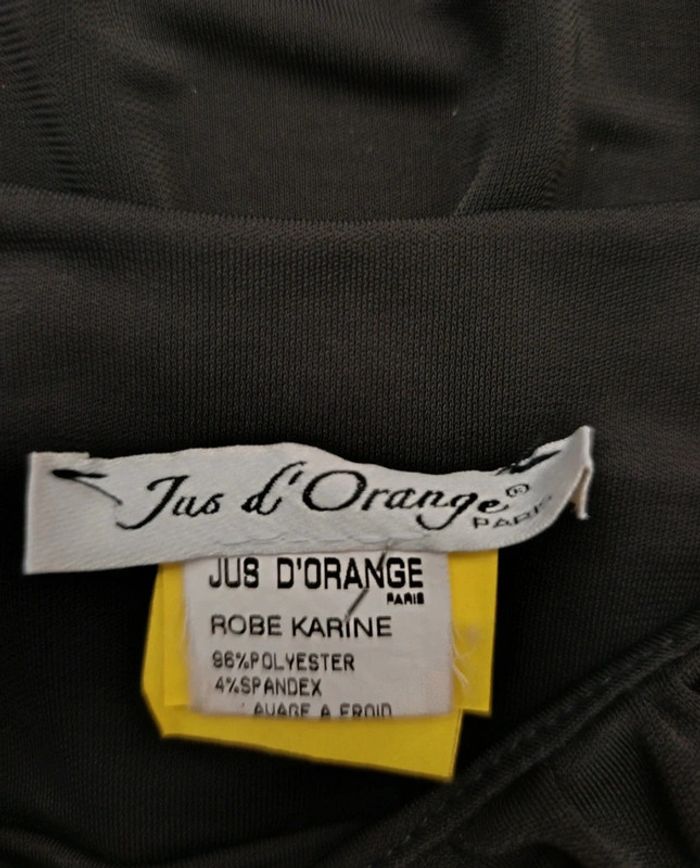 Jus d'Orange®
PARIS
JUS D'ORANGE
PARIS
ROBE KARINE
96%POLYESTER
4%SPANDEX
LAVAGE A FROID